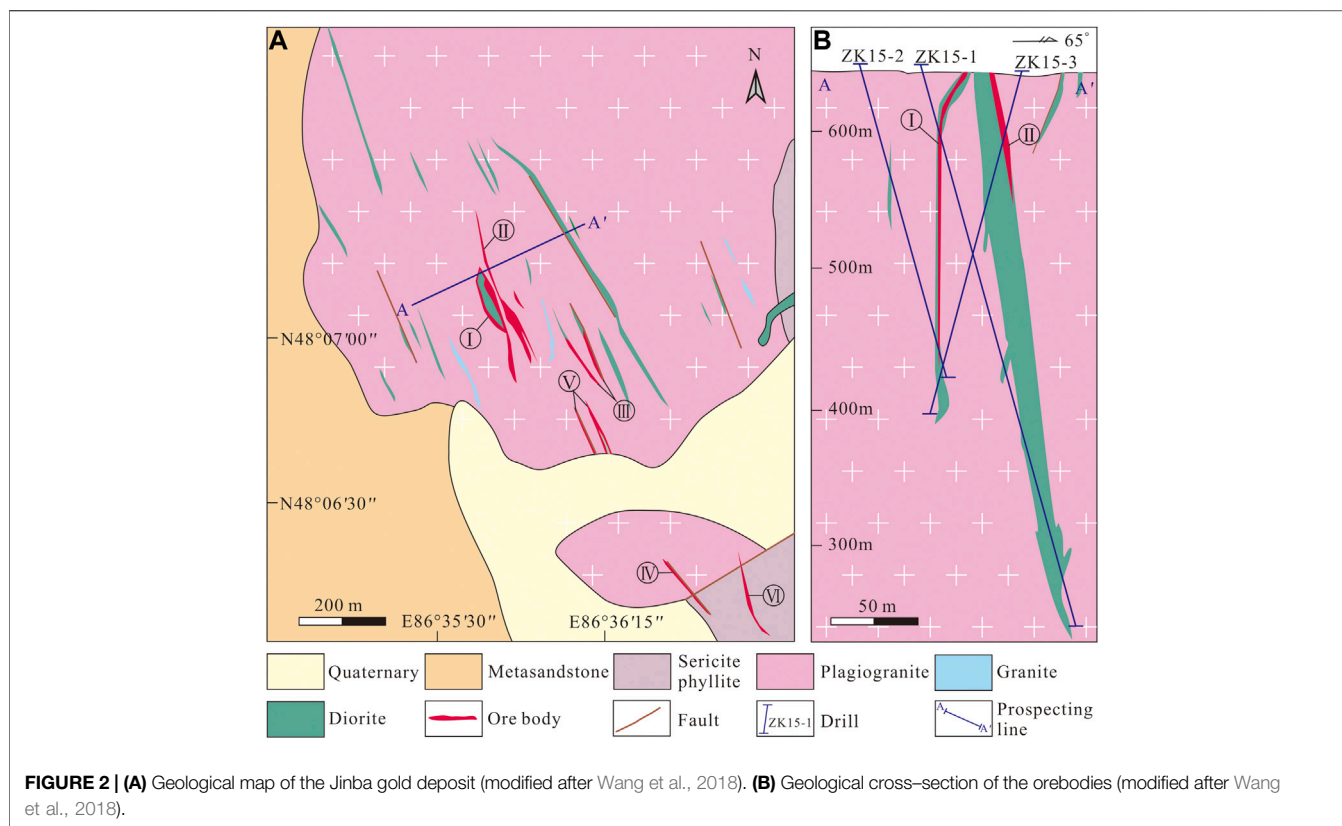 A
N
A'
Ⅱ
A
Ⅰ
N48°07′00″
Ⅴ
Ⅲ
N48°06′30″
Ⅳ
Ⅵ
200 m
E86°35′30″
E86°36′15″
B
65°
ZK15-2
ZK15-1
ZK15-3
A
A'
Ⅰ
Ⅱ
600m
500m
400m
300m
50 m
Quaternary
Metasandstone
Sericite
phyllite
Plagiogranite
Granite
Diorite
Ore body
Fault
ZK15-1
Drill
A
A'
Prospecting
line
FIGURE 2 | (A) Geological map of the Jinba gold deposit (modified after Wang et al., 2018). (B) Geological cross–section of the orebodies (modified after Wang
et al., 2018).